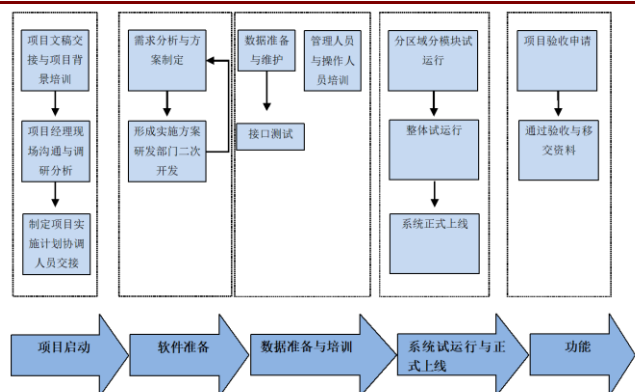 项目文稿交
接与项目背
景培训
项目经理现
场沟通与调
研分析
制定项目实
施计划协调
人员交接
需求分析与方
案制定
形成实施方案
研发部门二次
开发
数据准备
与维护
管理人员
与操作人
员培训
接口测试
分区域分模块试
运行
整体试运行
系统正式上线
项目验收申请
通过验收与移
交资料
项目启动
软件准备
数据准备与培训
系统试运行与正
式上线
功能